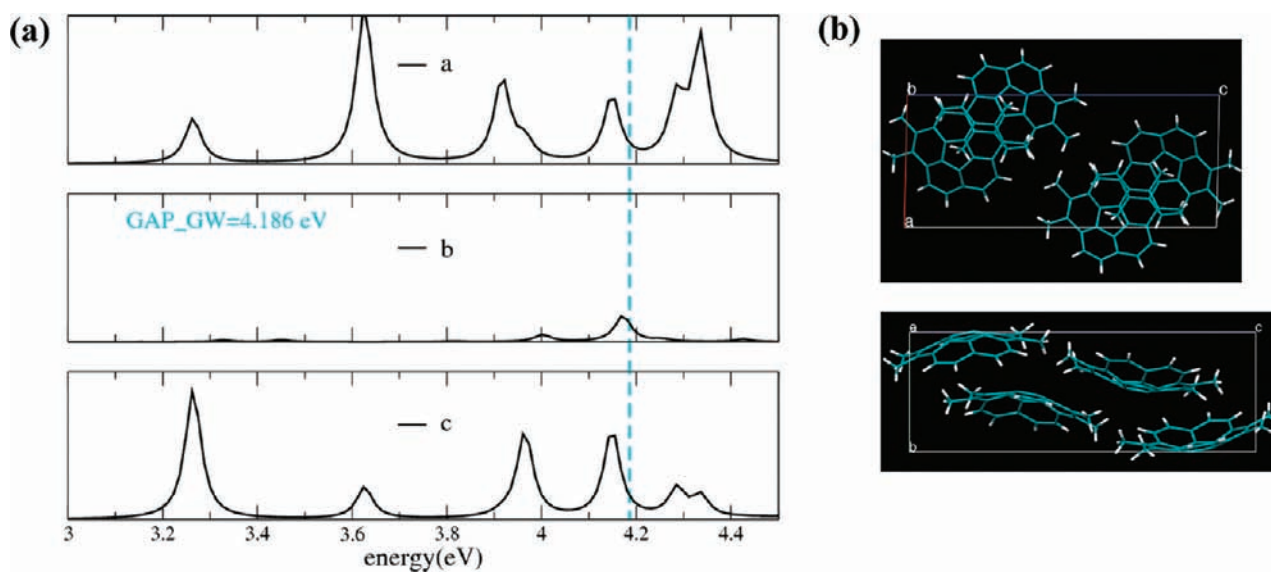 (a)
a
GAP_GW=4.186 eV
b
c
3 3.2 3.4 3.6 3.8 4 4.2 4.4
energy(eV)
(b)
b c
a
a c
b